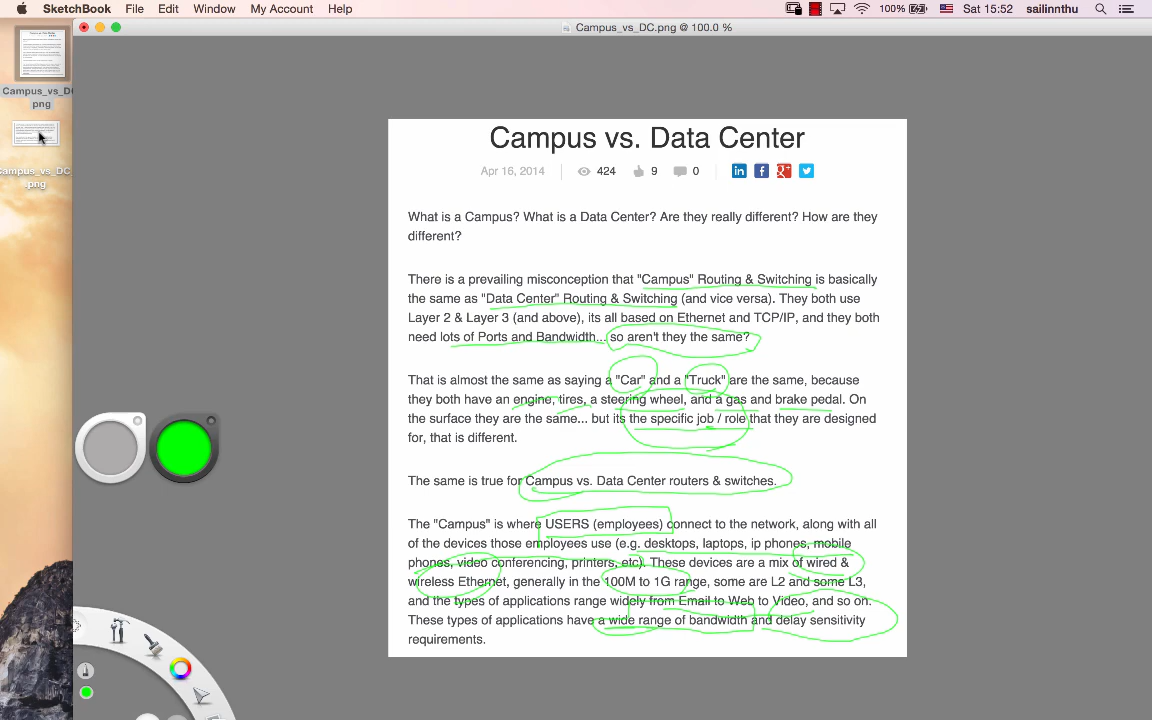 SketchBook File Edit Window My Account Help 100% Sat 15:52 sailinnthu
Campus_vs_DC.png @ 100.0 %
Campus_vs_DC
png
Campus_vs_DC_
.png
Campus vs. Data Center
Apr 16, 2014 424 9 0
What is a Campus? What is a Data Center? Are they really different? How are they
different?
There is a prevailing misconception that "Campus" Routing & Switching is basically
the same as "Data Center" Routing & Switching (and vice versa). They both use
Layer 2 & Layer 3 (and above), its all based on Ethernet and TCP/IP, and they both
need lots of Ports and Bandwidth... so aren't they the same?
That is almost the same as saying a "Car" and a "Truck" are the same, because
they both have an engine, tires, a steering wheel, and a gas and brake pedal. On
the surface they are the same... but its the specific job / role that they are designed
for, that is different.
The same is true for Campus vs. Data Center routers & switches.
The "Campus" is where USERS (employees) connect to the network, along with all
of the devices those employees use (e.g. desktops, laptops, ip phones, mobile
phones, video conferencing, printers, etc). These devices are a mix of wired &
wireless Ethernet, generally in the 100M to 1G range, some are L2 and some L3,
and the types of applications range widely from Email to Web to Video, and so on.
These types of applications have a wide range of bandwidth and delay sensitivity
requirements.